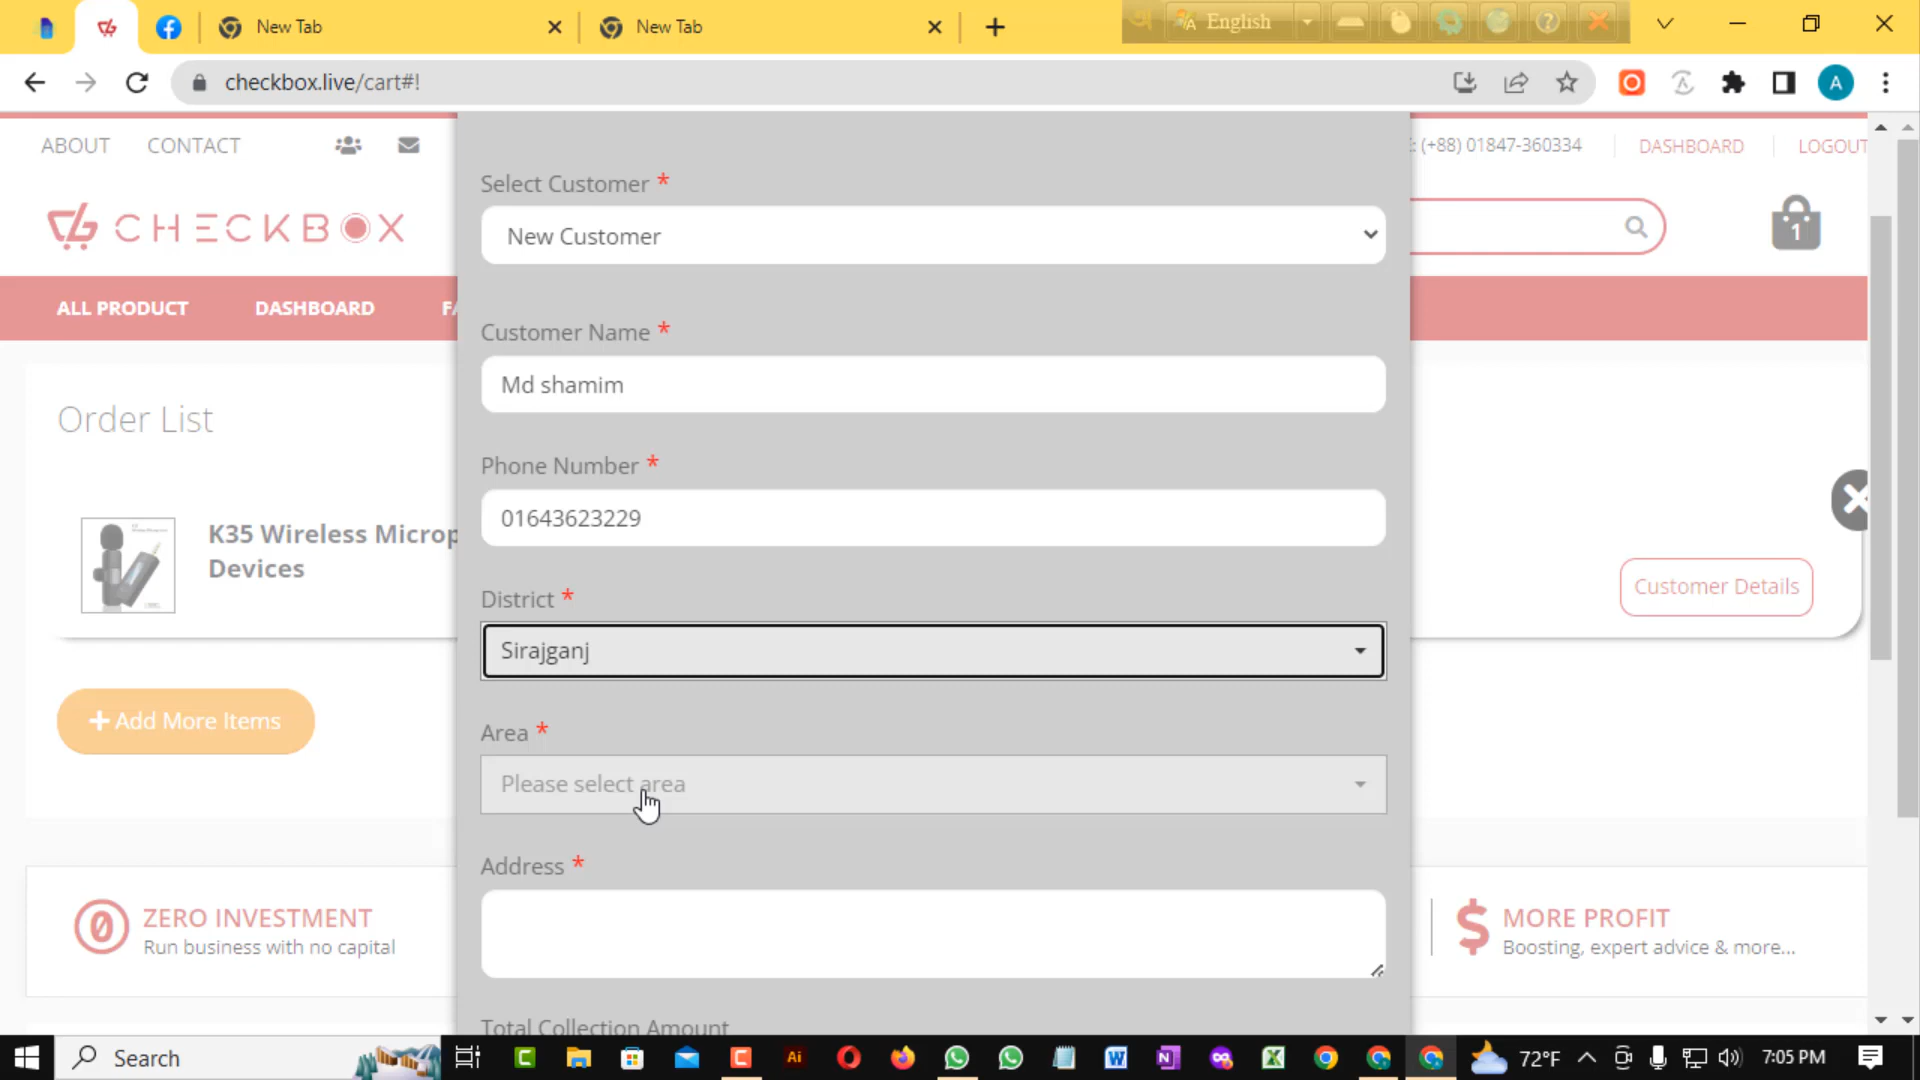 New Tab
New Tab
English
checkbox.live/cart#!
A
ABOUT
CONTACT
(+88) 01847-360334
DASHBOARD
LOGOUT
CHECKBOX
1
ALL PRODUCT
DASHBOARD
Select Customer *
New Customer
Customer Name *
Md shamim
Phone Number *
01643623229
District *
Sirajganj
Area *
Please select area
Address *
Total Collection Amount
Order List
K35 Wireless Microp
Devices
Customer Details
+ Add More Items
ZERO INVESTMENT
Run business with no capital
MORE PROFIT
Boosting, expert advice & more...
Search
72°F
7:05 PM